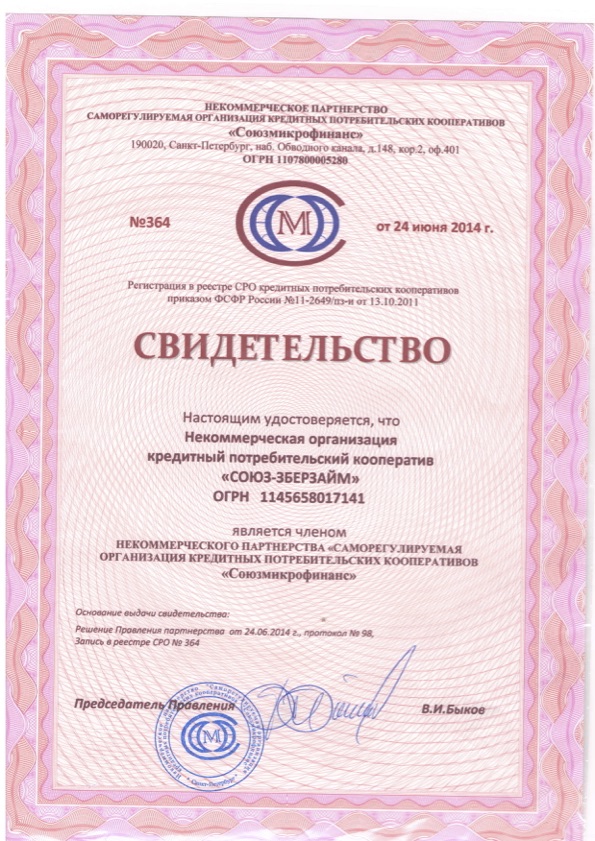 НЕКОММЕРЧЕСКОЕ ПАРТНЕРСТВО
САМОРЕГУЛИРУЕМАЯ ОРГАНИЗАЦИЯ КРЕДИТНЫХ ПОТРЕБИТЕЛЬСКИХ КООПЕРАТИВОВ
«Союзмикрофинанс»
190020, Санкт-Петербург, наб. Обводного канала, д.148, кор.2, оф.401
ОГРН 1107800005280
№364
М
от 24 июня 2014 г.
Регистрация в реестре СРО кредитных потребительских кооперативов
приказом ФСФР России №11-2649/пз-и от 13.10.2011
СВИДЕТЕЛЬСТВО
Настоящим удостоверяется, что
Некоммерческая организация
кредитный потребительский кооператив
«СОЮЗ-ЗБЕРЗАЙМ»
ОГРН 1145658017141
является членом
НЕКОММЕРЧЕСКОГО ПАРТНЕРСТВА «САМОРЕГУЛИРУЕМАЯ
ОРГАНИЗАЦИЯ КРЕДИТНЫХ ПОТРЕБИТЕЛЬСКИХ КООПЕРАТИВОВ
«Союзмикрофинанс»
Основание выдачи свидетельства:
Решение Правления партнерства от 24.06.2014 г., протокол № 98,
Запись в реестре СРО № 364
Председатель Правления
В.И.Быков
М
Санкт-Петербург